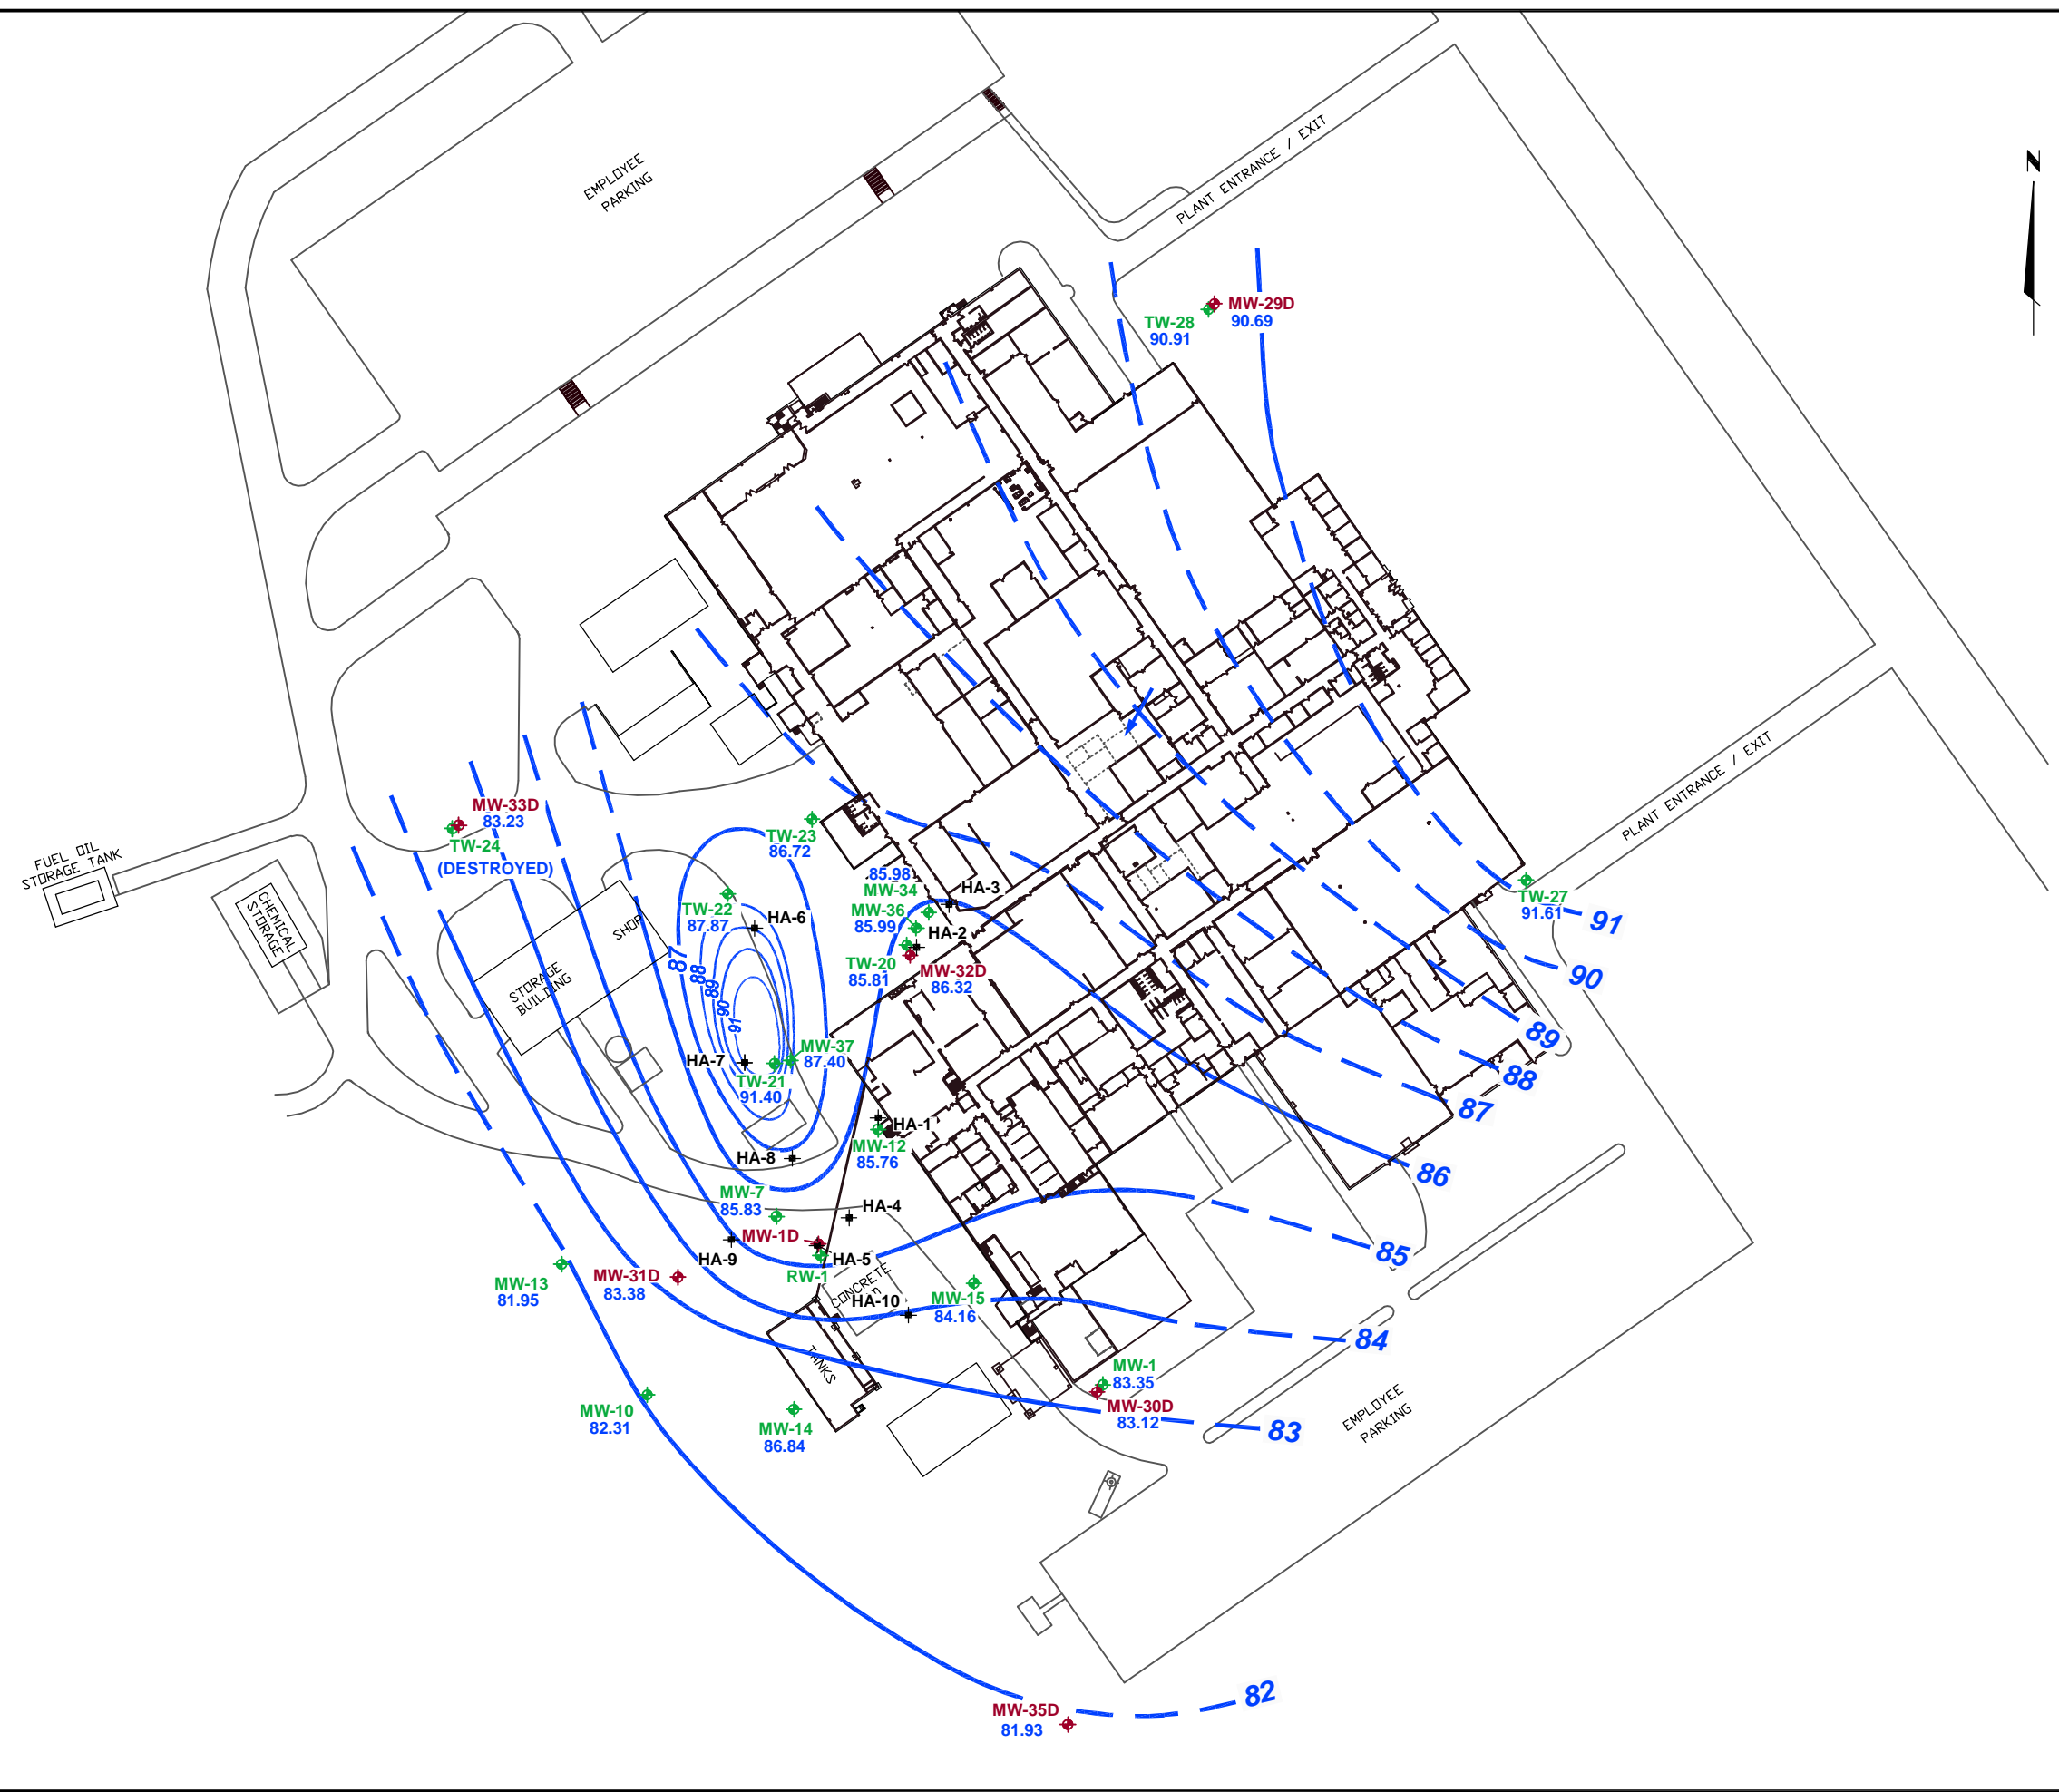 EMPLOYEE
PARKING
PLANT ENTRANCE / EXIT
N
MW-29D
90.69
TW-28
90.91
PLANT ENTRANCE / EXIT
MW-33D
83.23
TW-24
(DESTROYED)
FUEL OIL
STORAGE TANK
CHEMICAL
STORAGE
SHOP
STORAGE
BUILDING
TW-23
86.72
85.98
MW-34
HA-3
MW-36
85.99
HA-2
TW-20
85.81
MW-32D
86.32
TW-22
87.87
HA-6
87
88
89
90
91
HA-7
MW-37
87.40
TW-21
91.40
HA-1
MW-12
85.76
HA-8
MW-7
85.83
HA-4
MW-1D
HA-9
HA-5
RW-1
CONCRETE
HA-10
MW-31D
83.38
MW-13
81.95
MW-15
84.16
TANKS
MW-10
82.31
MW-14
86.84
MW-1
83.35
MW-30D
83.12
TW-27
91.61
91
90
89
88
87
86
85
84
83
EMPLOYEE
PARKING
82
MW-35D
81.93